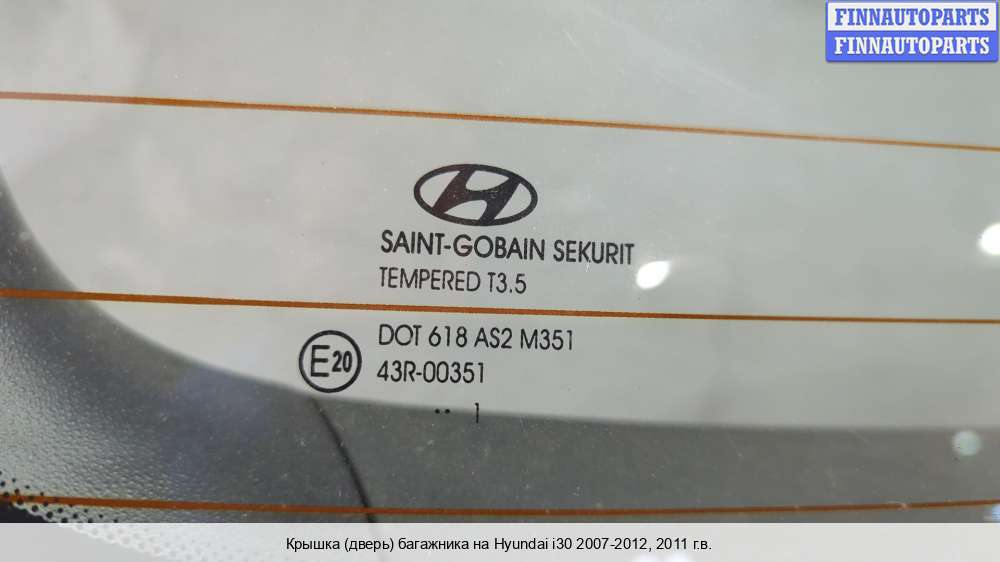 FINNAUTOPARTS
FINNAUTOPARTS
SAINT-GOBAIN SEKURIT
TEMPERED T3.5
DOT 618 AS2 M351
E20
43R-00351
.. 1
Крышка (дверь) багажника на Hyundai i30 2007-2012, 2011 г.в.